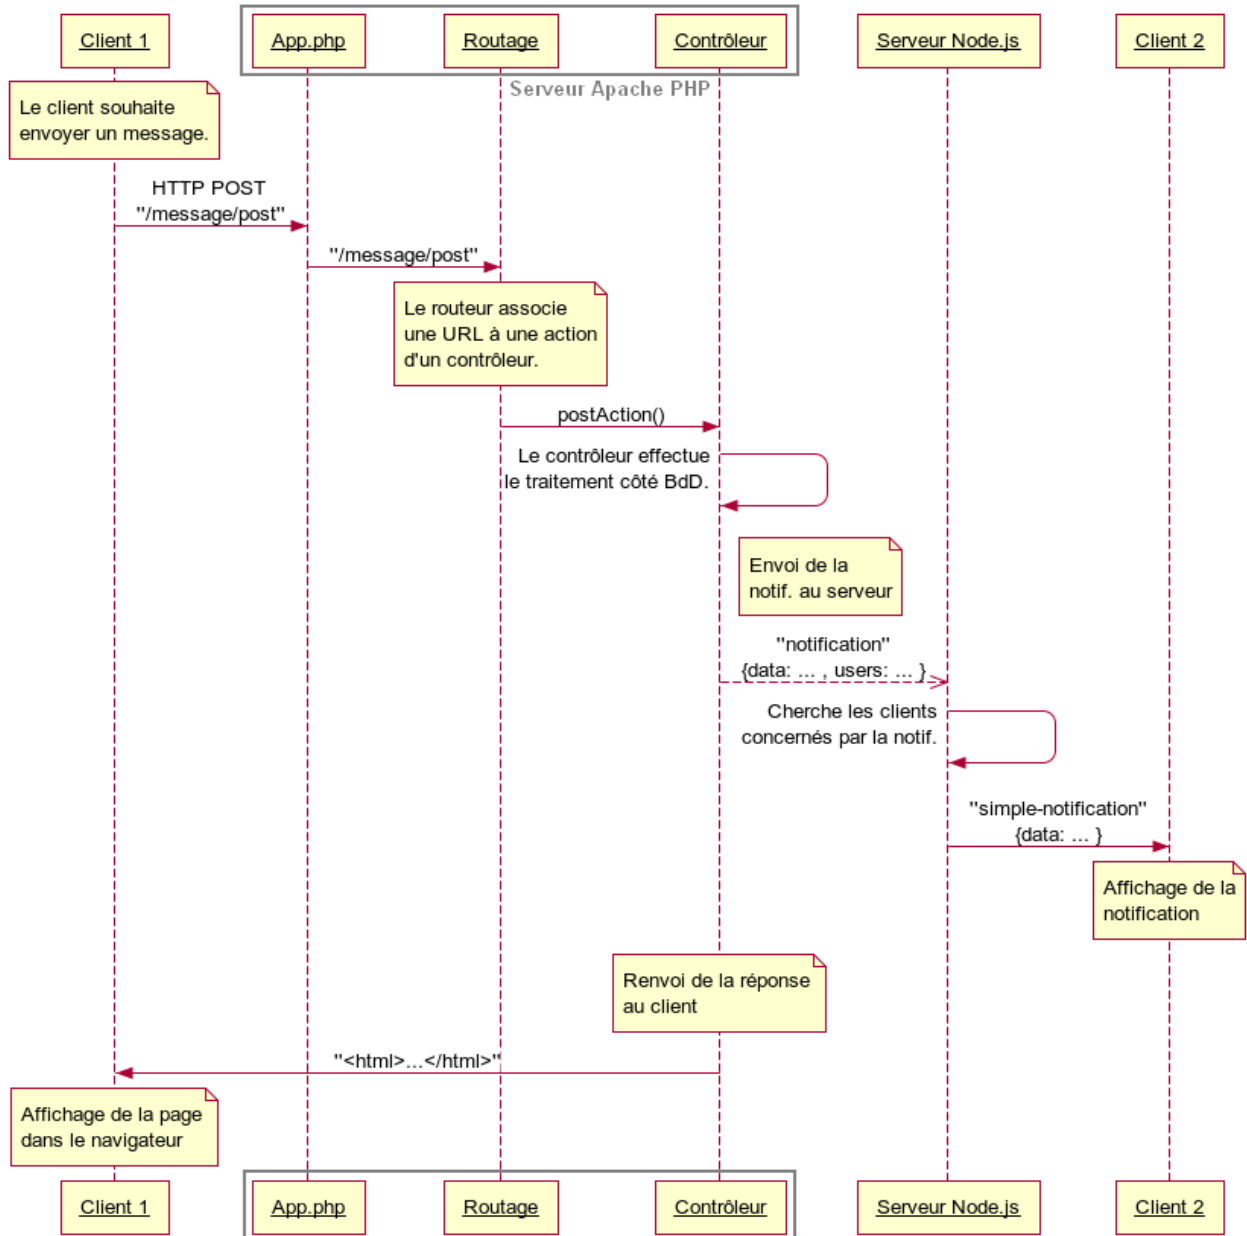 Client 1
App.php
Routage
Contrôleur
Serveur Node.js
Client 2
Serveur Apache PHP
Le client souhaite
envoyer un message.
HTTP POST
"/message/post"
"/message/post"
Le routeur associe
une URL à une action
d'un contrôleur.
postAction()
Le contrôleur effectue
le traitement côté BdD.
Envoi de la
notif. au serveur
"notification"
{data: ... , users: ... }
Cherche les clients
concernés par la notif.
"simple-notification"
{data: ... }
Affichage de la
notification
Renvoi de la réponse
au client
"<html>...</html>"
Affichage de la page
dans le navigateur
Client 1
App.php
Routage
Contrôleur
Serveur Node.js
Client 2